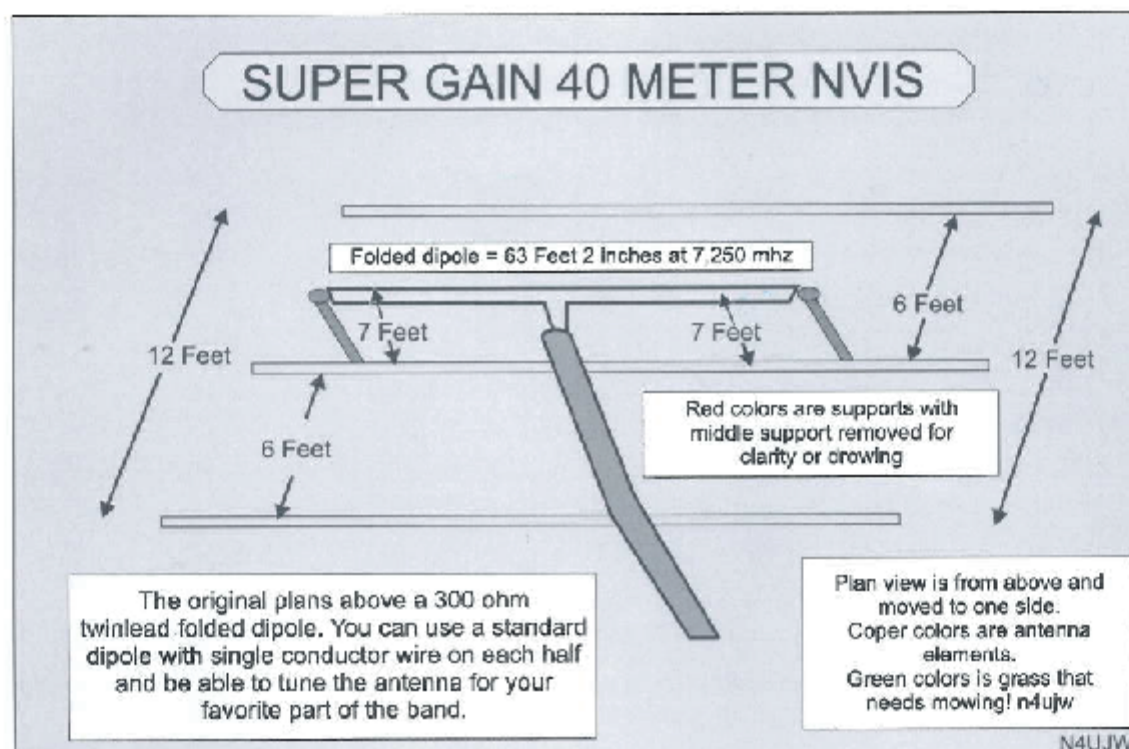 SUPER GAIN 40 METER NVIS
Folded dipole = 63 Feet 2 Inches at 7,250 mhz
6 Feet
7 Feet
7 Feet
12 Feet
12 Feet
Red colors are supports with
middle support removed for
clarity or drowing
6 Feet
The original plans above a 300 ohm
twinlead folded dipole. You can use a standard
dipole with single conductor wire on each half
and be able to tune the antenna for your
favorite part of the band.
Plan view is from above and
moved to one side.
Coper colors are antenna
elaments.
Green colors is grass that
needs mowing! n4ujw
N4UJW